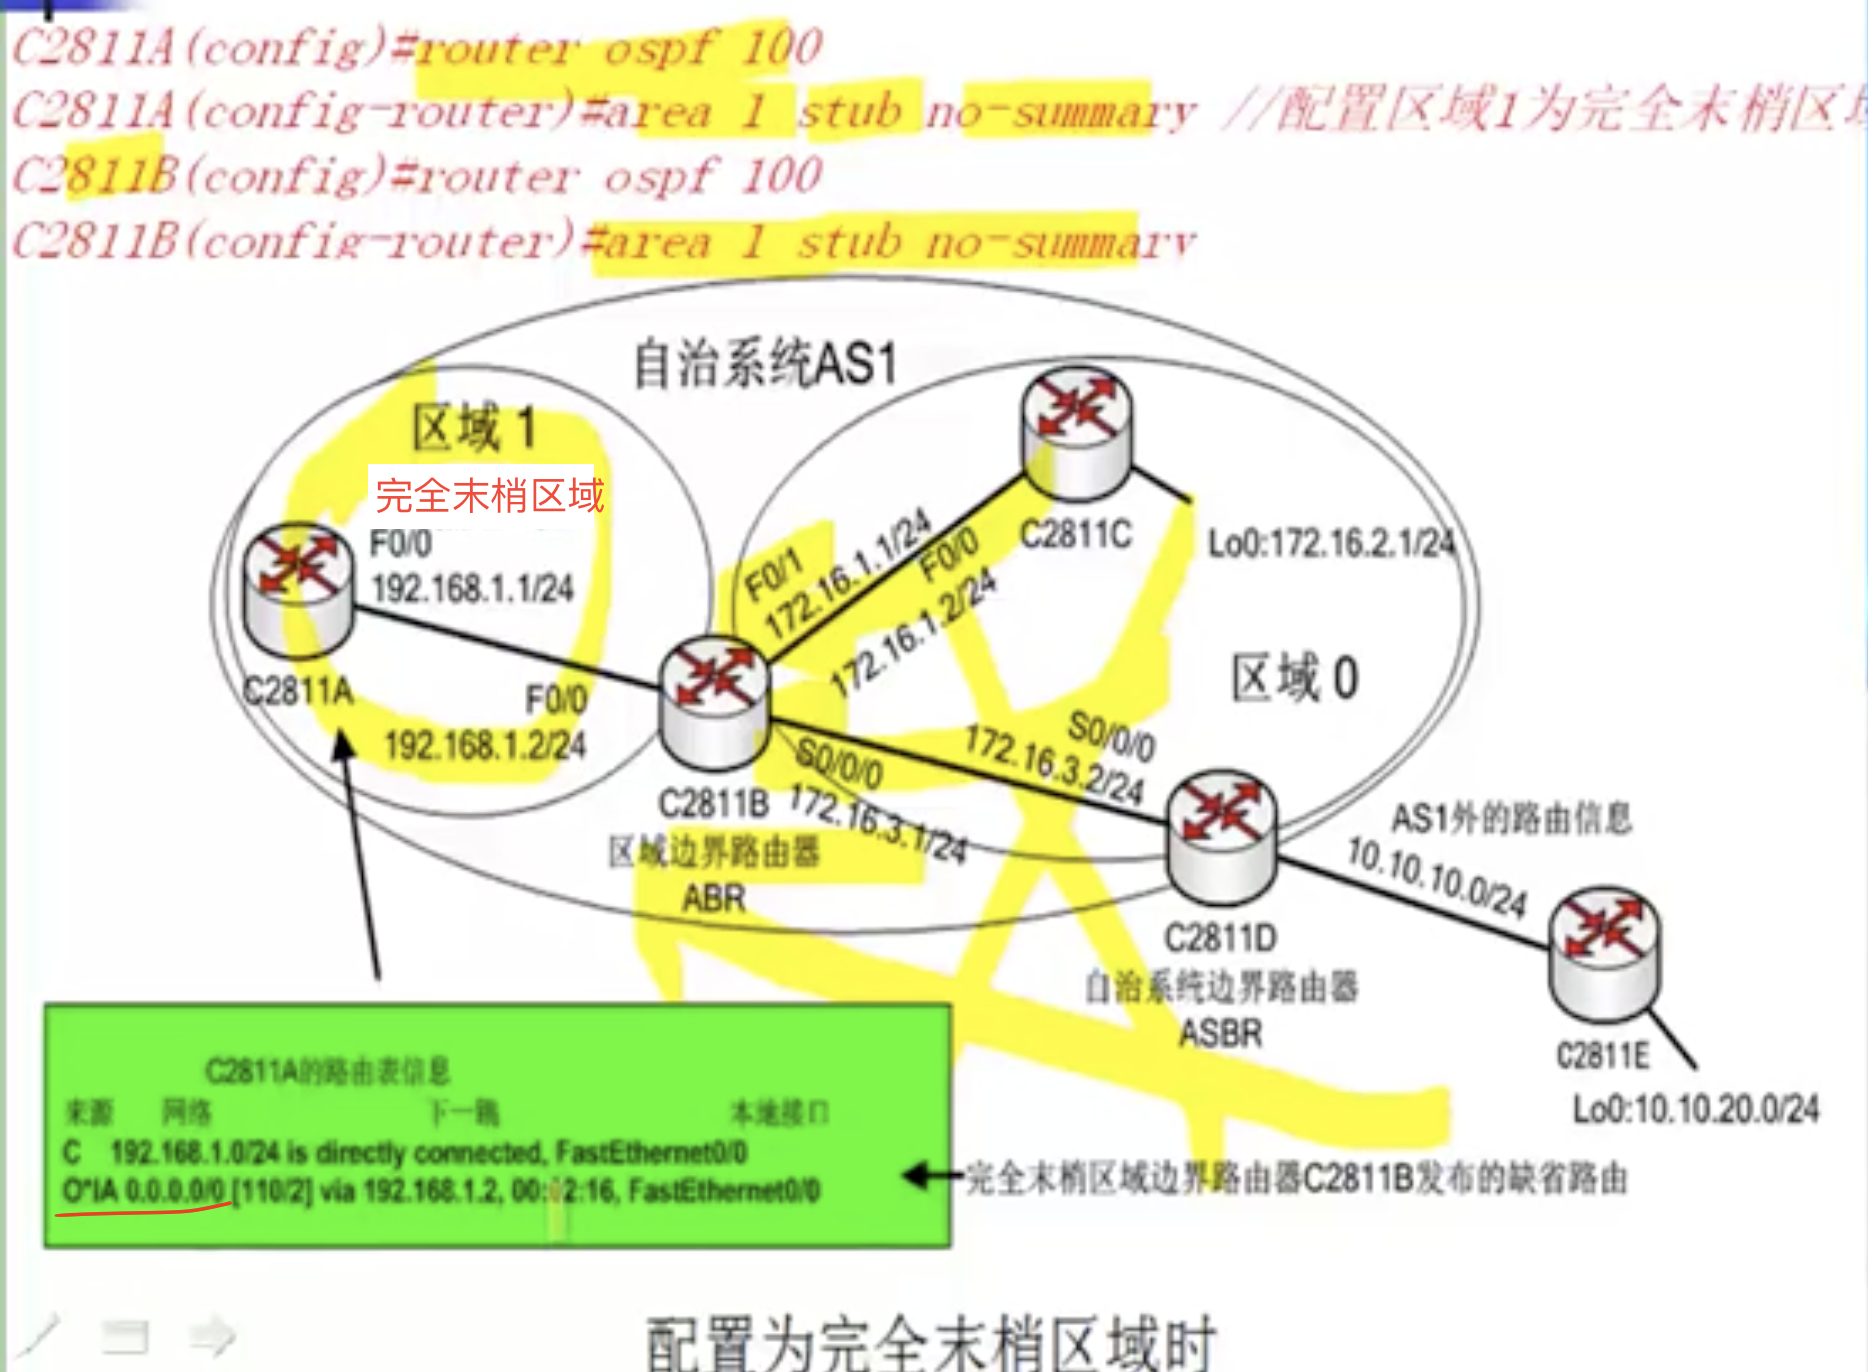 C2811A(config)#router ospf 100
C2811A(config-router)#area 1 stub no-summary //配置区域1为完全末梢区域
C2811B(config)#router ospf 100
C2811B(config-router)#area 1 stub no-summary
自治系统AS1
区域 1
完全末梢区域
F0/0
192.168.1.1/24
C2811A
F0/0
192.168.1.2/24
F0/1
172.16.1.1/24
F0/0
172.16.1.2/24
C2811C
Lo0:172.16.2.1/24
区域 0
S0/0/0
172.16.3.2/24
S0/0/0
172.16.3.1/24
C2811B
区域边界路由器
ABR
AS1外的路由信息
10.10.10.0/24
C2811D
自治系统边界路由器
ASBR
C2811E
Lo0:10.10.20.0/24
C2811A的路由表信息
来源 网络 下一跳 本地接口
C 192.168.1.0/24 is directly connected, FastEthernet0/0
O*IA 0.0.0.0/0 [110/2] via 192.168.1.2, 00:02:16, FastEthernet0/0
完全末梢区域边界路由器C2811B发布的缺省路由
配置为完全末梢区域时